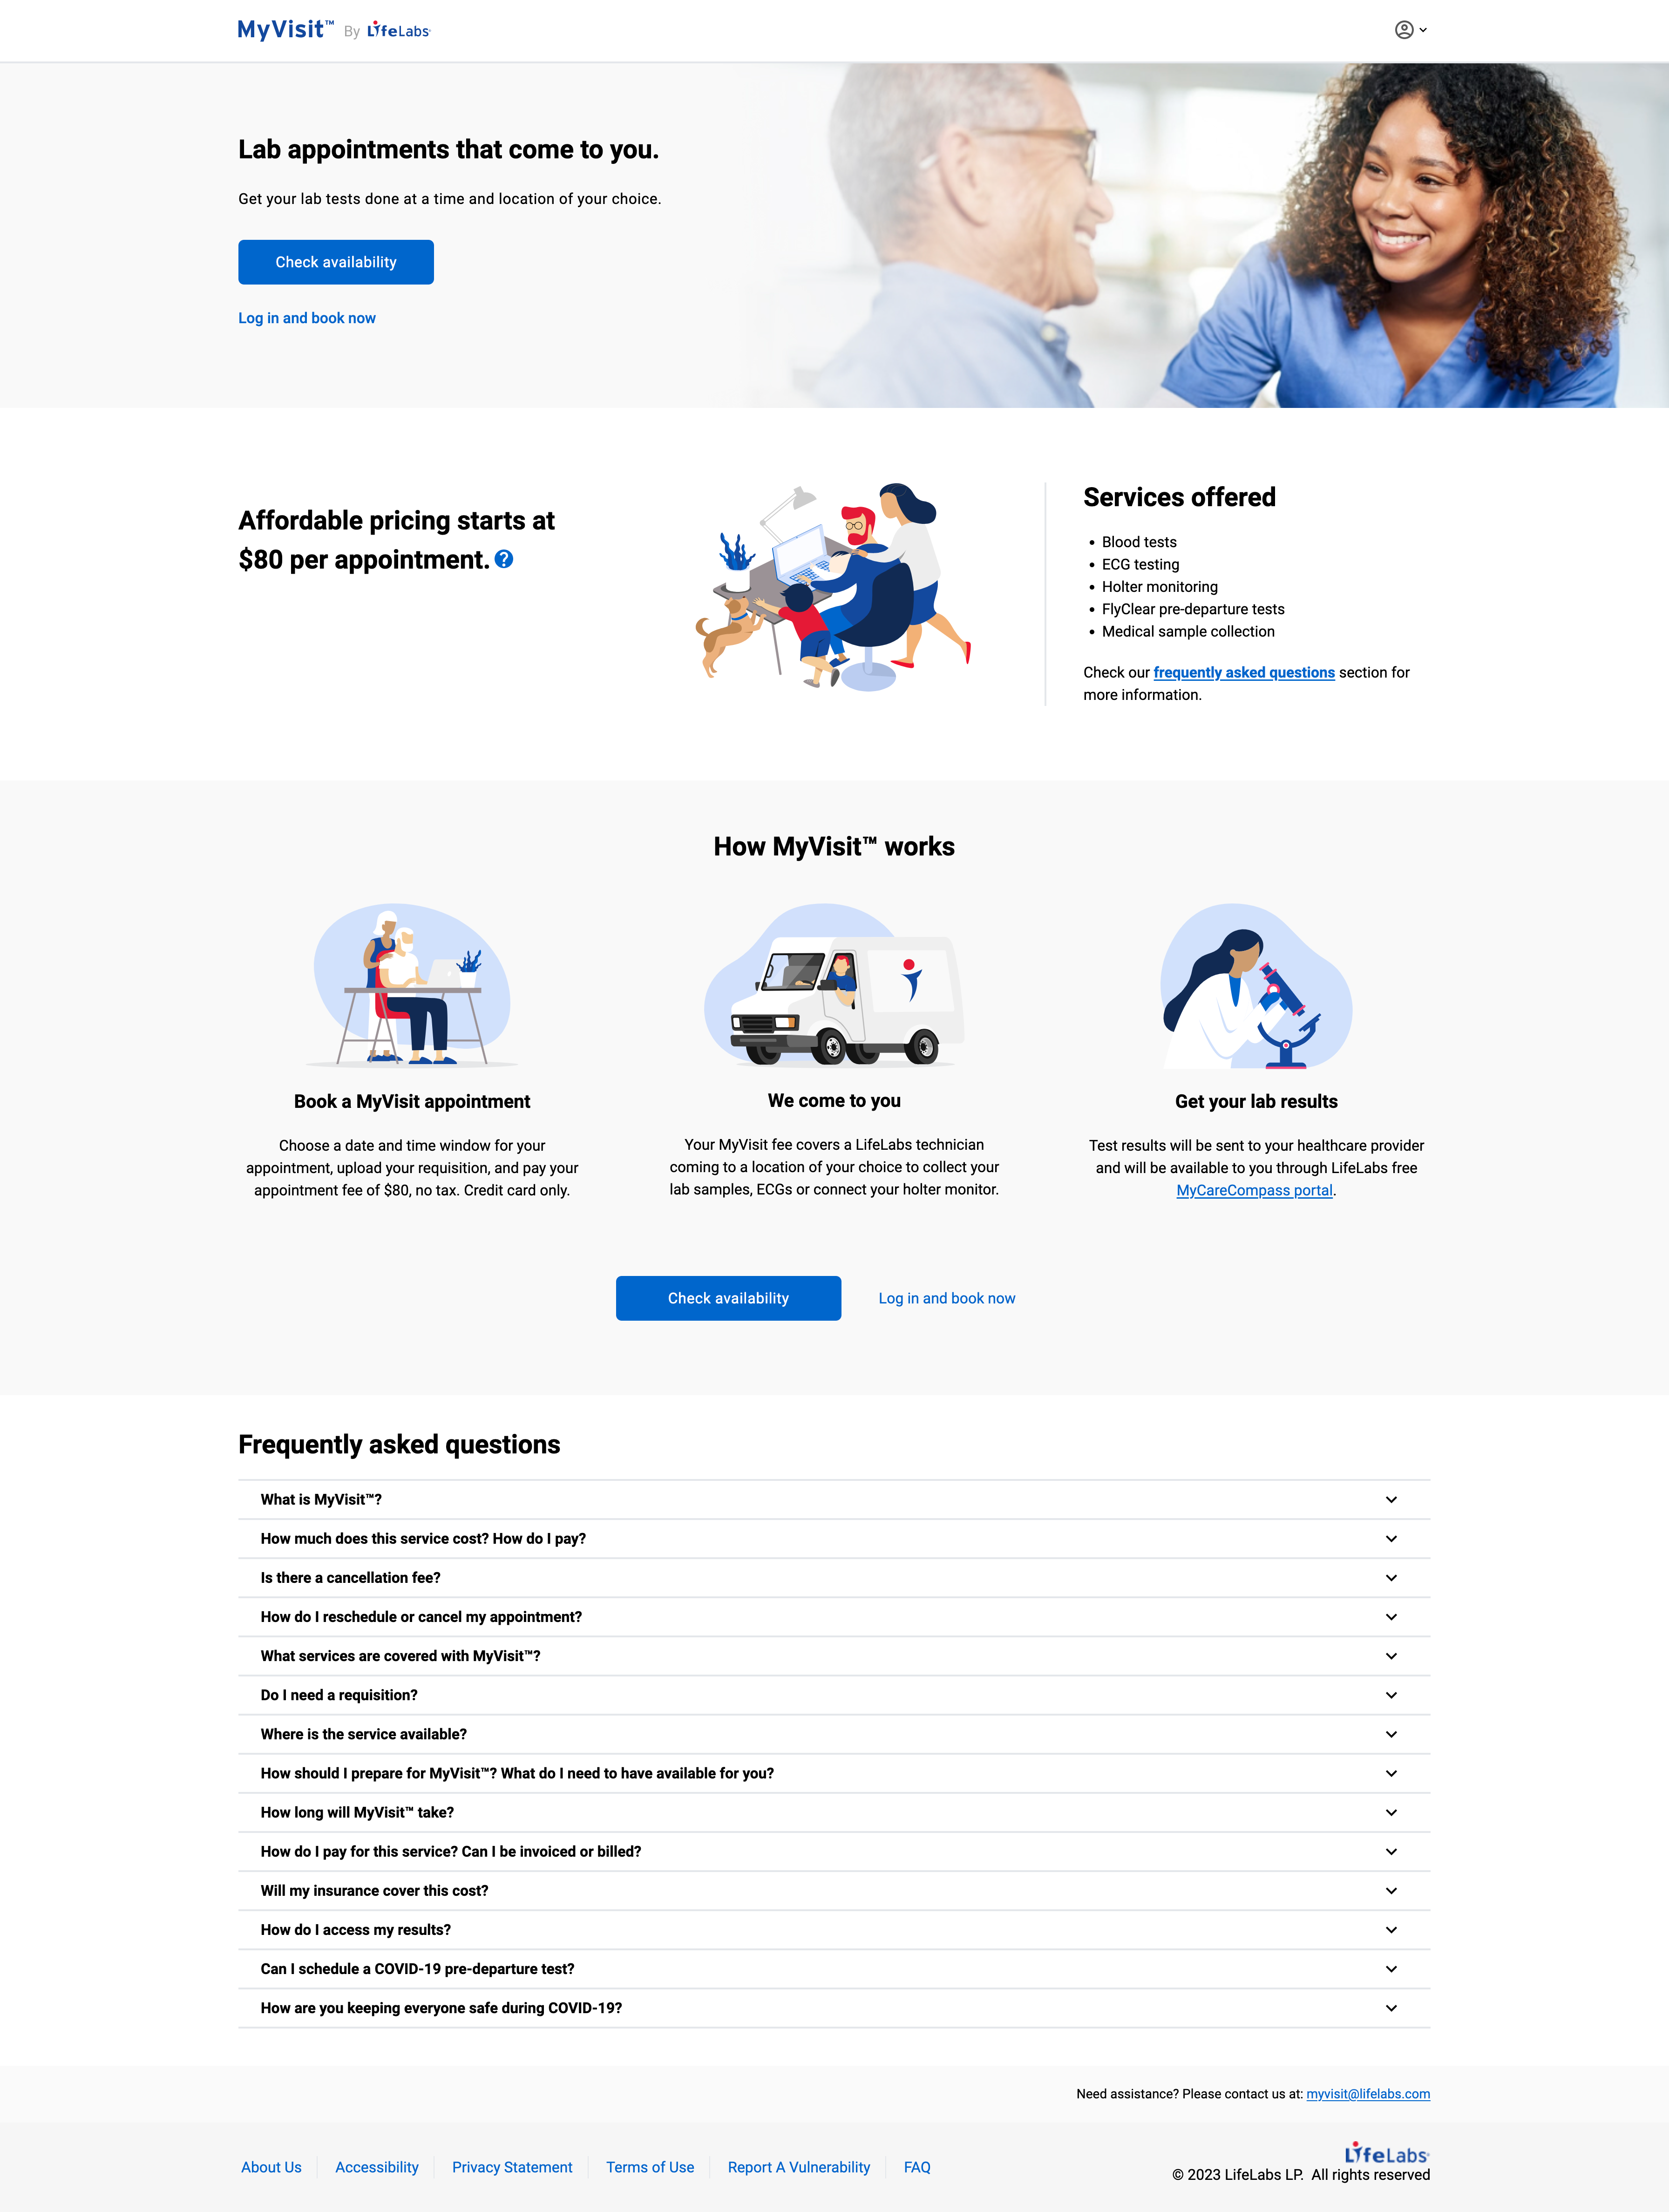 MyVisit™ By LifeLabs
Lab appointments that come to you.
Get your lab tests done at a time and location of your choice.
Check availability
Log in and book now
Affordable pricing starts at
$80 per appointment. ?
Services offered
• Blood tests
• ECG testing
• Holter monitoring
• FlyClear pre-departure tests
• Medical sample collection
Check our frequently asked questions section for
more information.
How MyVisit™ works
Book a MyVisit appointment
Choose a date and time window for your
appointment, upload your requisition, and pay your
appointment fee of $80, no tax. Credit card only.
We come to you
Your MyVisit fee covers a LifeLabs technician
coming to a location of your choice to collect your
lab samples, ECGs or connect your holter monitor.
Get your lab results
Test results will be sent to your healthcare provider
and will be available to you through LifeLabs free
MyCareCompass portal.
Check availability
Log in and book now
Frequently asked questions
What is MyVisit™?
How much does this service cost? How do I pay?
Is there a cancellation fee?
How do I reschedule or cancel my appointment?
What services are covered with MyVisit™?
Do I need a requisition?
Where is the service available?
How should I prepare for MyVisit™? What do I need to have available for you?
How long will MyVisit™ take?
How do I pay for this service? Can I be invoiced or billed?
Will my insurance cover this cost?
How do I access my results?
Can I schedule a COVID-19 pre-departure test?
How are you keeping everyone safe during COVID-19?
Need assistance? Please contact us at: myvisit@lifelabs.com
About Us
Accessibility
Privacy Statement
Terms of Use
Report A Vulnerability
FAQ
LifeLabs
© 2023 LifeLabs LP. All rights reserved